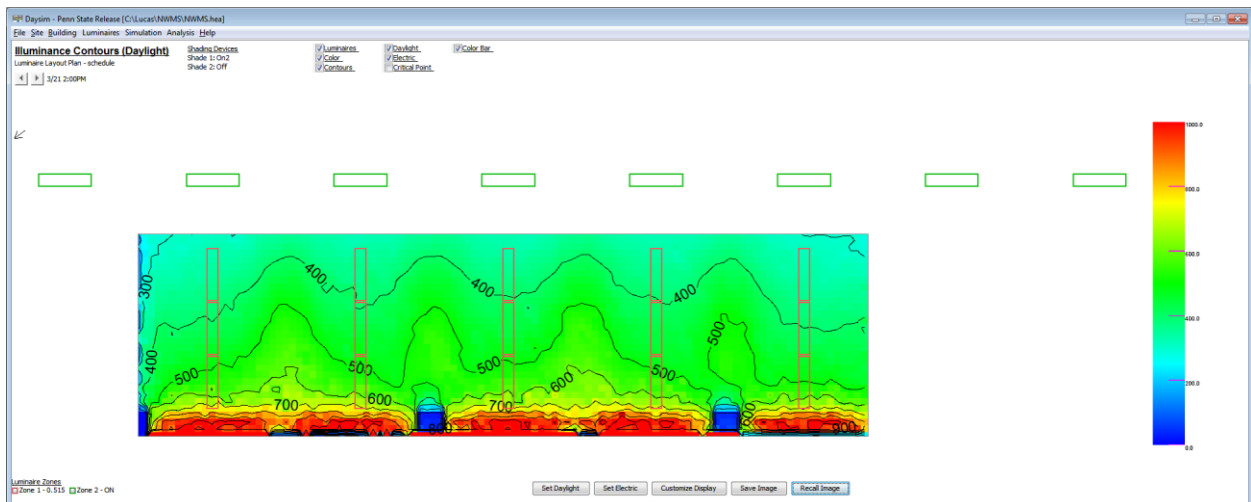 Daysim - Penn State Release [C:\Lucas\NWMS\NWMS.hea]
File Site Building Luminaires Simulation Analysis Help
Illuminance Contours (Daylight)
Luminaire Layout Plan - schedule
3/21 2:00PM
Shading Devices
Shade 1: On2
Shade 2: Off
Luminaires
Color
Contours
Daylight
Electric
Critical Point
Color Bar
1000.0
800.0
600.0
400.0
200.0
0.0
400
400
400
300
500
400
500
500
500
500
600
700
600
700
600
800
900
Luminaire Zones
Zone 1 - 0.515 Zone 2 - ON
Set Daylight Set Electric Customize Display Save Image Recall Image